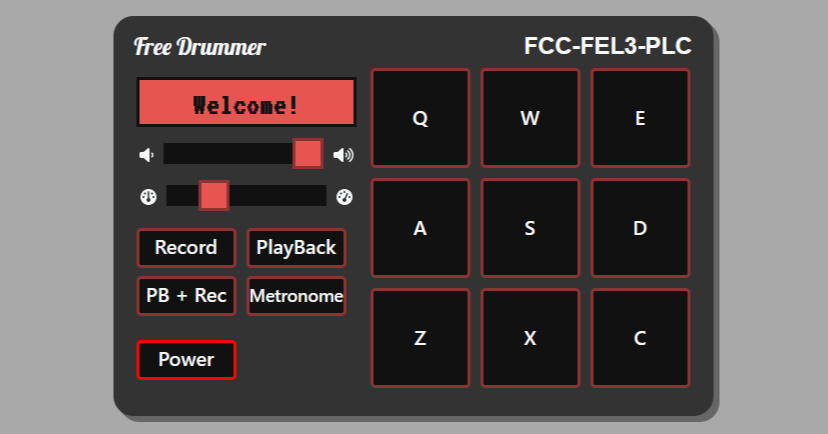 Free Drummer
FCC-FEL3-PLC
Welcome!
Record
PlayBack
PB + Rec
Metronome
Power
Q W E
A S D
Z X C